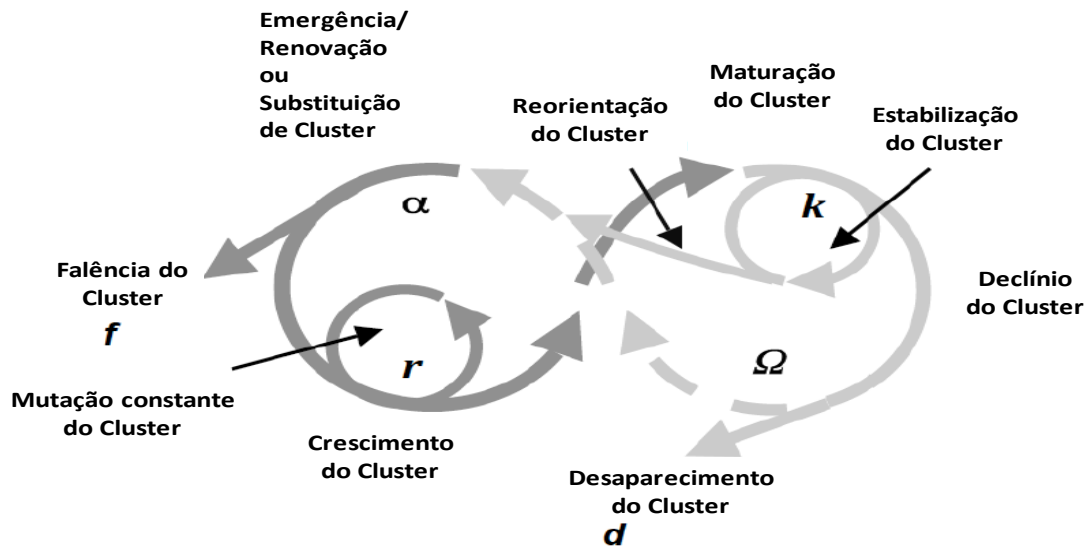 Emergência/
Renovação
ou
Substituição
de Cluster
Reorientação
do Cluster
Maturação
do Cluster
Estabilização
do Cluster
α
k
Falência do
Cluster
f
Declínio
do Cluster
r
Ω
Mutação constante
do Cluster
Crescimento
do Cluster
Desaparecimento
do Cluster
d